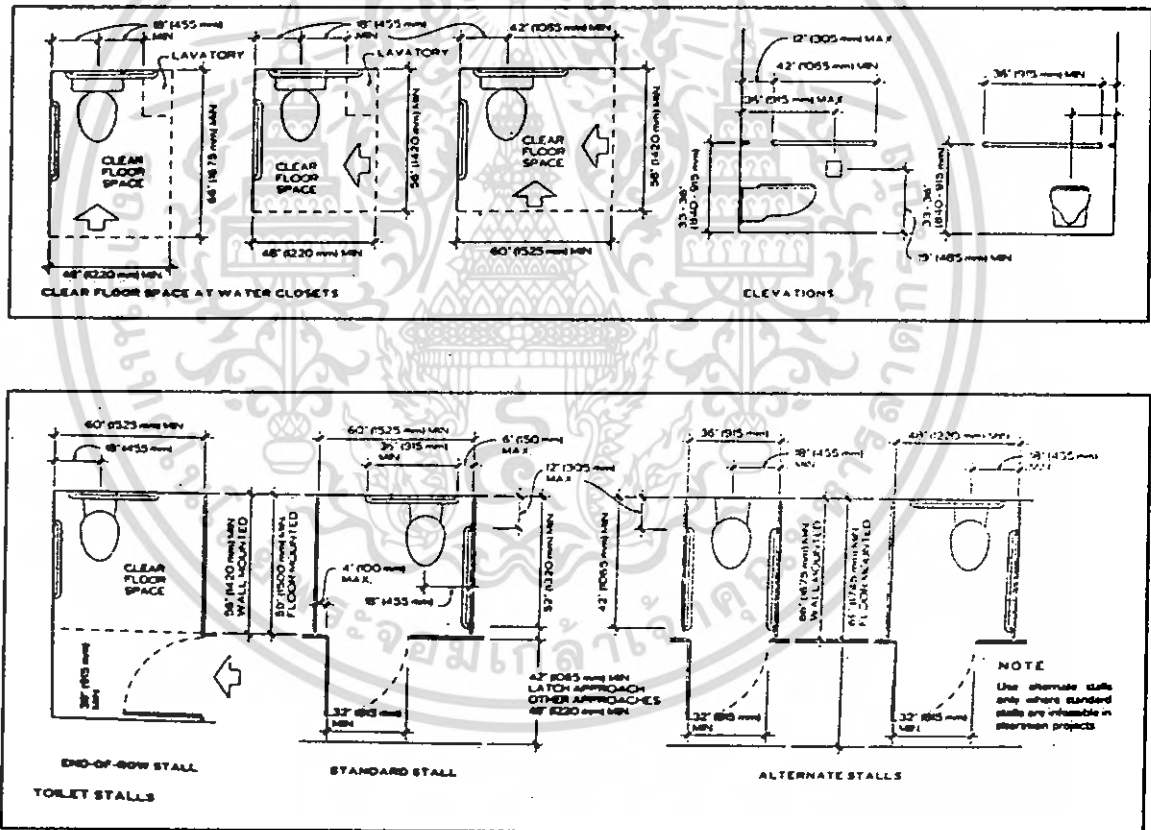 18" (455 mm)
MIN
LAVATORY
CLEAR
FLOOR
SPACE
66" (1675 mm) MIN
48" (1220 mm) MIN
18" (455 mm)
MIN
LAVATORY
CLEAR
FLOOR
SPACE
56" (1420 mm) MIN
48" (1220 mm) MIN
42" (1065 mm) MIN
CLEAR
FLOOR
SPACE
56" (1420 mm) MIN
60" (1525 mm) MIN
CLEAR FLOOR SPACE AT WATER CLOSETS
12" (305 mm) MAX
42" (1065 mm) MIN
36" (915 mm) MAX
33 - 36"
(840 - 915 mm)
19" (485 mm) MIN
36" (915 mm) MIN
33 - 36"
(840 - 915 mm)
ELEVATIONS
60" (1525 mm) MIN
18" (455 mm)
CLEAR
FLOOR
SPACE
36" (915 mm)
MIN
56" (1420 mm) MIN
WALL MOUNTED
FLOOR MOUNTED
END-OF-ROW STALL
60" (1525 mm) MIN
36" (915 mm)
MIN
6" (150 mm)
MAX
12" (305 mm)
MAX
4" (100 mm)
MAX.
18" (455 mm)
42" (1065 mm) MIN
32" (815 mm)
MIN
42" (1065 mm) MIN
LATCH APPROACH
OTHER APPROACHES
48" (1220 mm) MIN
STANDARD STALL
36" (915 mm)
MIN
18" (455 mm)
MIN
66" (1675 mm) MIN
WALL MOUNTED
FLOOR MOUNTED
32" (815 mm)
MIN
48" (1220 mm) MIN
18" (455 mm)
MIN
32" (815 mm)
MIN
ALTERNATE STALLS
NOTE
Use alternate stalls
only where standard
stalls are infeasible in
alteration projects
TOILET STALLS